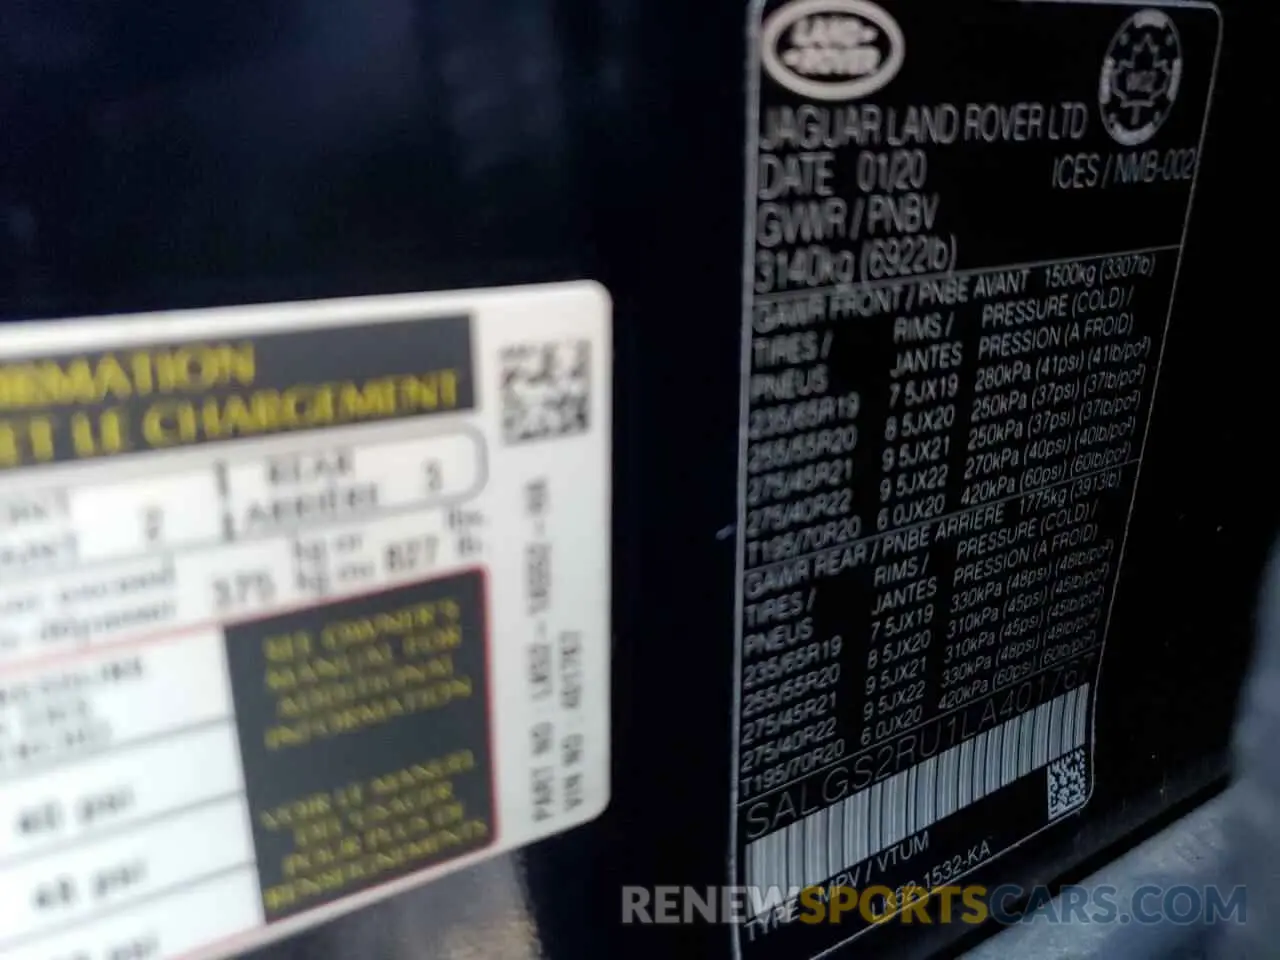 LAND ROVER
JAGUAR LAND ROVER LTD
DATE 01/20
ICES / NMB-002
GVWR / PNBV
3140kg (6922lb)
GAWR FRONT / PNBE AVANT 1500kg (3307lb)
TIRES / RIMS / PRESSURE (COLD) /
PNEUS JANTES PRESSION (A FROID)
235/65R19 7 5JX19 280kPa (41psi) (41lb/po²)
255/55R20 8 5JX20 250kPa (37psi) (37lb/po²)
275/45R21 9 5JX21 250kPa (37psi) (37lb/po²)
275/40R22 9 5JX22 270kPa (40psi) (40lb/po²)
T195/70R20 6 0JX20 420kPa (60psi) (60lb/po²)
GAWR REAR / PNBE ARRIERE 1775kg (3913lb)
TIRES / RIMS / PRESSURE (COLD) /
PNEUS JANTES PRESSION (A FROID)
235/65R19 7 5JX19 330kPa (48psi) (48lb/po²)
255/55R20 8 5JX20 310kPa (45psi) (45lb/po²)
275/45R21 9 5JX21 310kPa (45psi) (45lb/po²)
275/40R22 9 5JX22 330kPa (48psi) (48lb/po²)
T195/70R20 6 0JX20 420kPa (60psi) (60lb/po²)
SALGS2RU1LA401767
TYPE MPV / VTUM
LK62-1532-KA
RMATION
ET LE CHARGEMENT
REAR
2 ARRIÈRE 3
375 kg 827
SEE OWNER'S
MANUAL FOR
ADDITIONAL
INFORMATION
VOIR LE MANUEL
DE L'USAGER
POUR PLUS DE
RENSEIGNEMENTS
40 psi
48 psi
PART NO
VIN NO : 401767
RENEWSPORTSCARS.COM